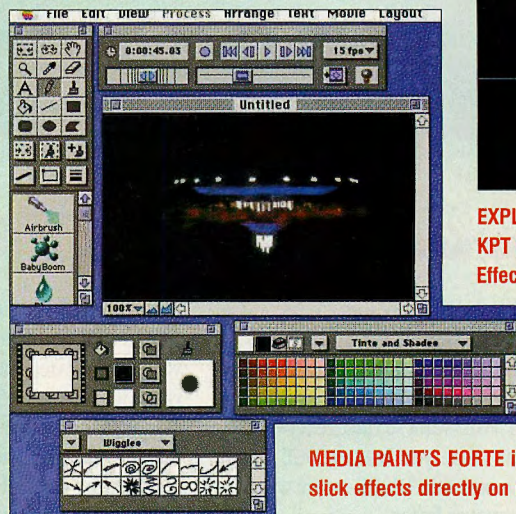 File Edit View Process Arrange Text Movie Layout
0:00:45.03
15 fps
Untitled
Airbrush
BabyBoom
100%
Tints and Shades
Wiggles
EXPL
KPT
Effec
MEDIA PAINT'S FORTE i
slick effects directly on